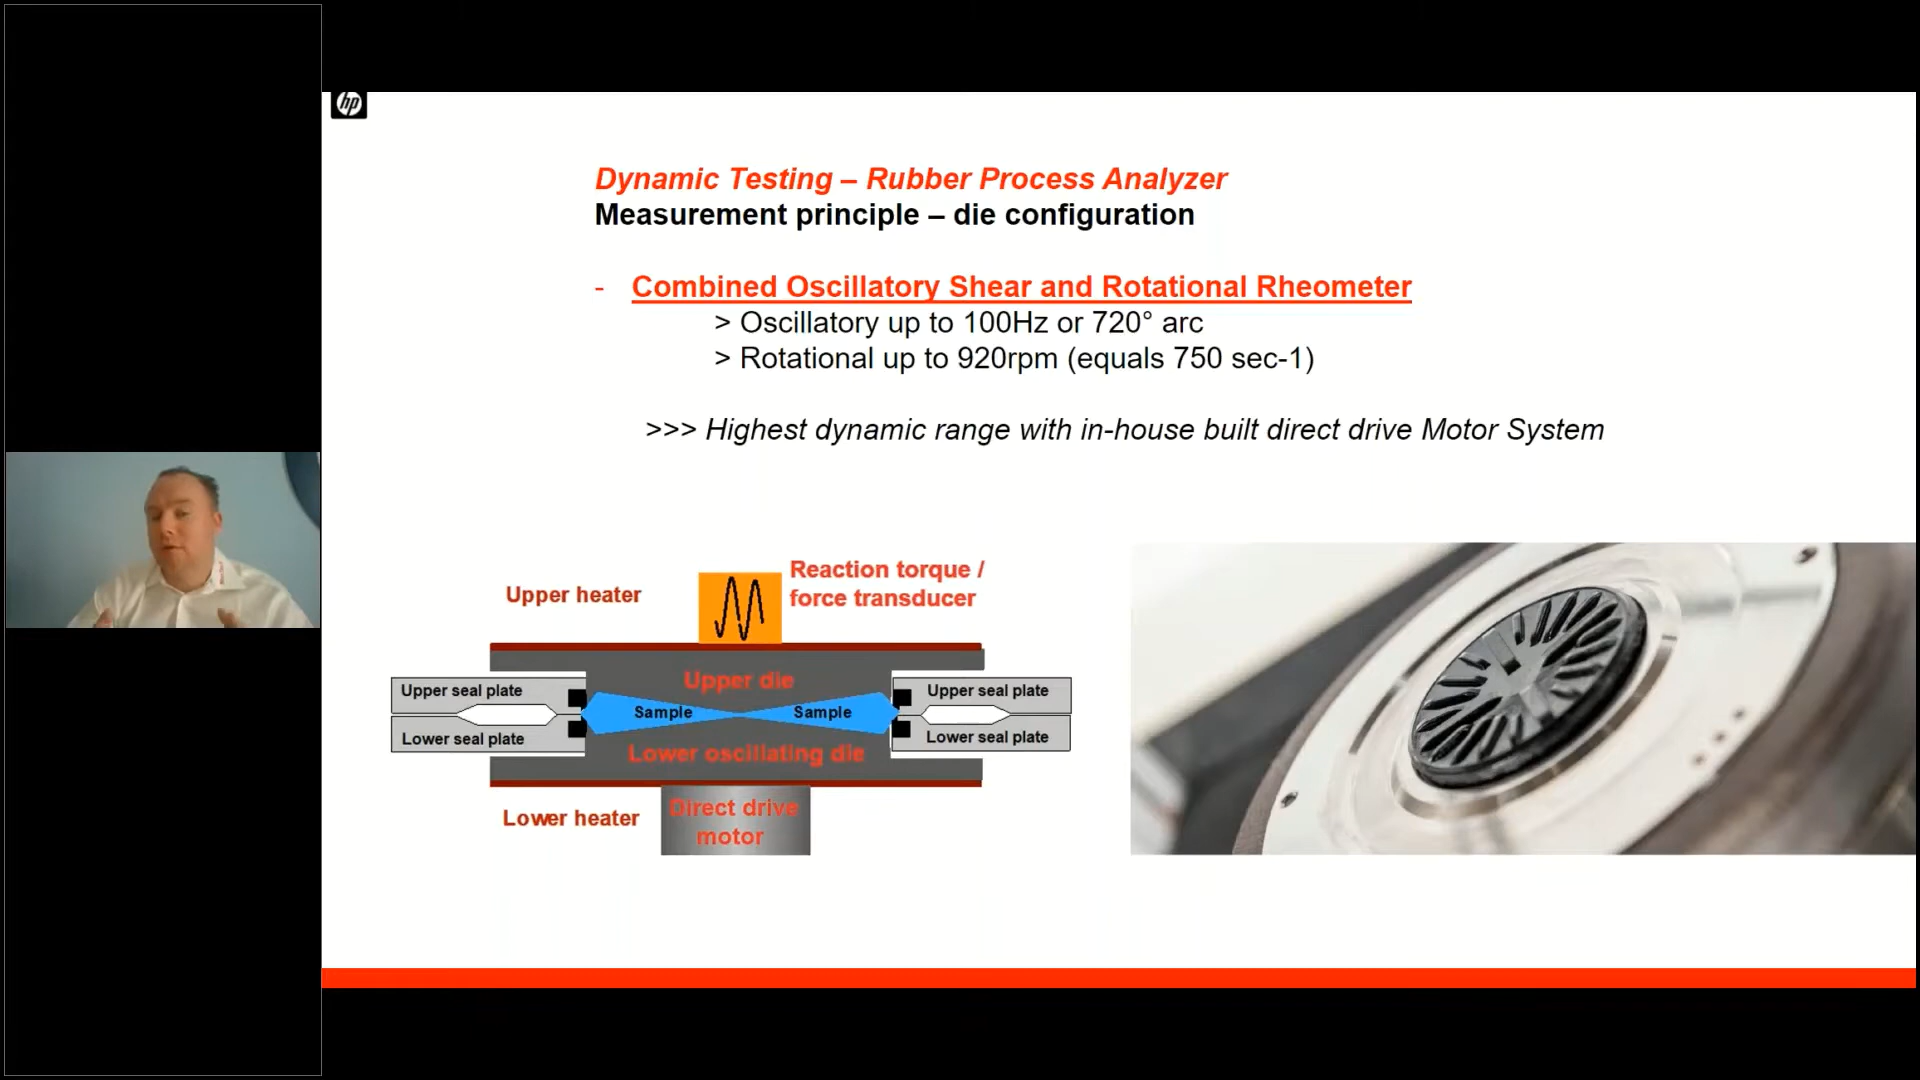 hp
Dynamic Testing – Rubber Process Analyzer
Measurement principle – die configuration
- Combined Oscillatory Shear and Rotational Rheometer
> Oscillatory up to 100Hz or 720° arc
> Rotational up to 920rpm (equals 750 sec-1)
>>> Highest dynamic range with in-house built direct drive Motor System
Upper heater
Reaction torque /
force transducer
Upper die
Upper seal plate
Upper seal plate
Sample
Sample
Lower seal plate
Lower seal plate
Lower oscillating die
Lower heater
Direct drive
motor